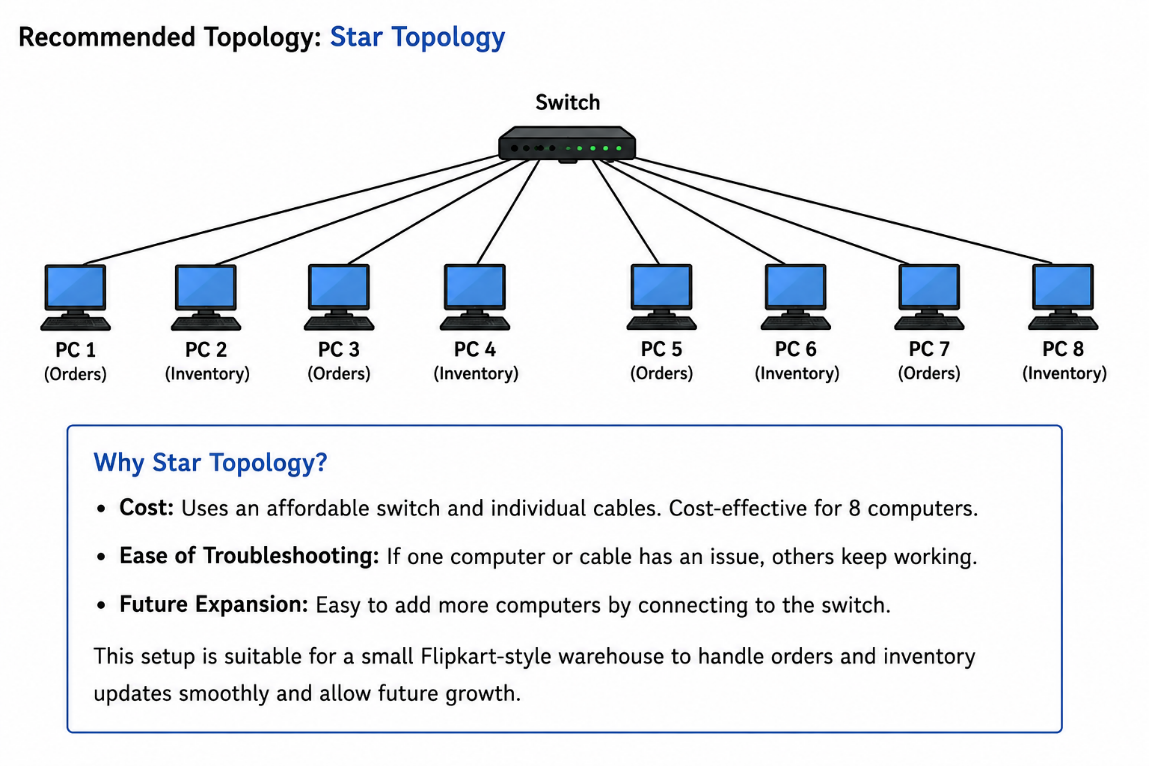 Recommended Topology: Star Topology
Switch
PC 1 PC 2 PC 3 PC 4 PC 5 PC 6 PC 7 PC 8
(Orders) (Inventory) (Orders) (Inventory) (Orders) (Inventory) (Orders) (Inventory)
Why Star Topology?
• Cost: Uses an affordable switch and individual cables. Cost-effective for 8 computers.
• Ease of Troubleshooting: If one computer or cable has an issue, others keep working.
• Future Expansion: Easy to add more computers by connecting to the switch.
This setup is suitable for a small Flipkart-style warehouse to handle orders and inventory
updates smoothly and allow future growth.